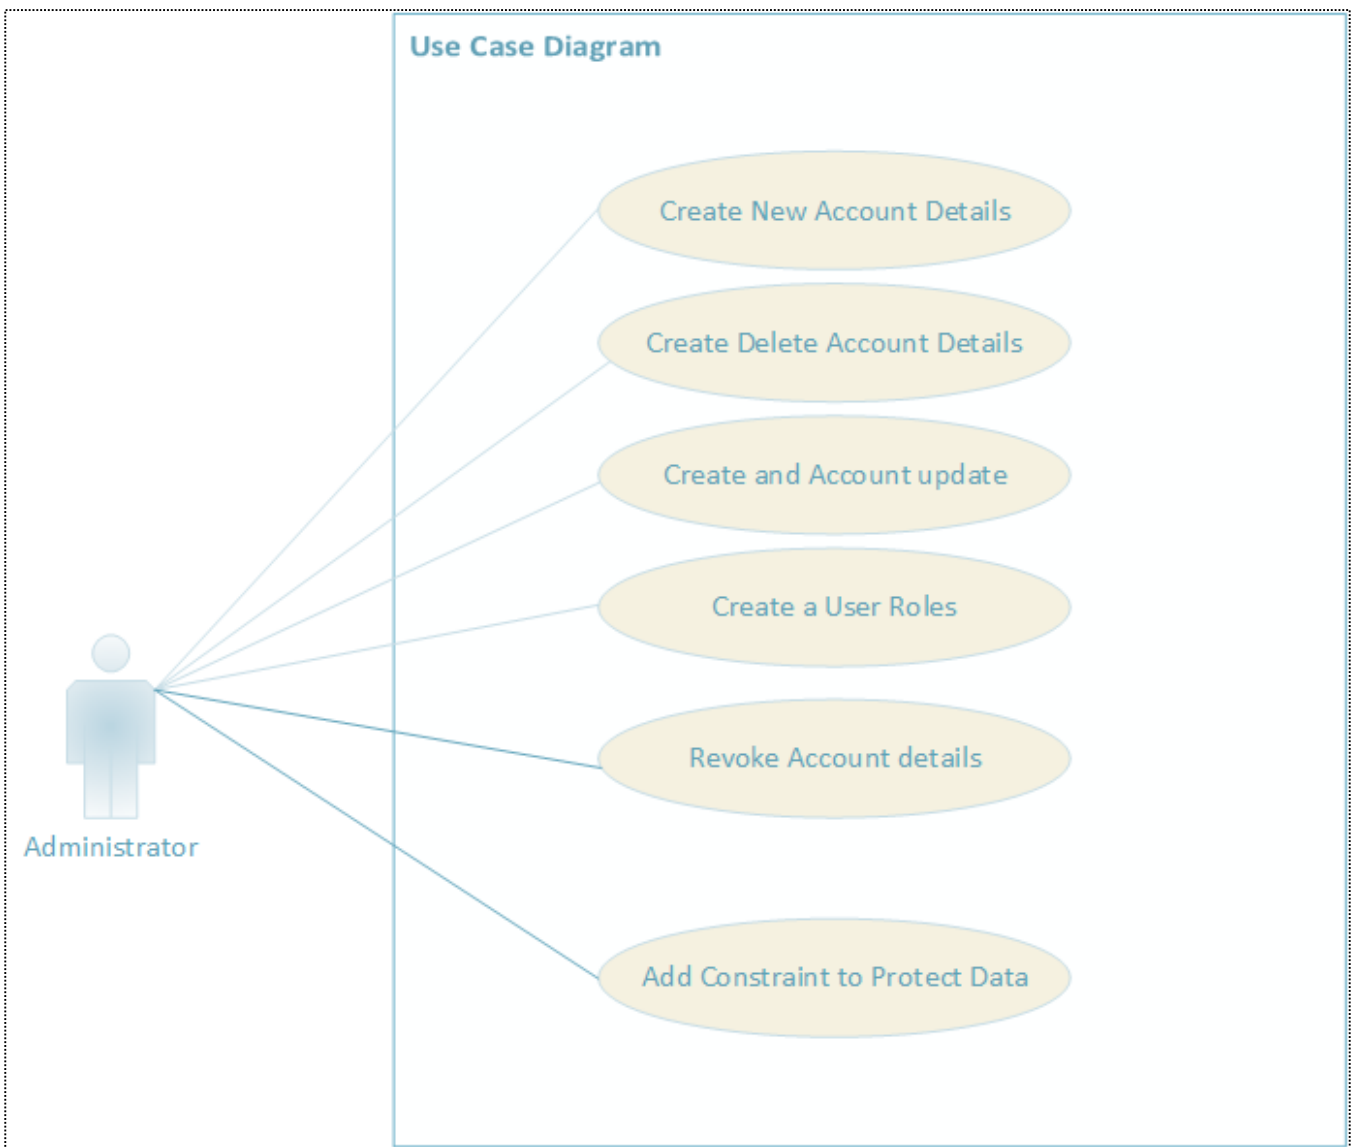 Use Case Diagram
Create New Account Details
Create Delete Account Details
Create and Account update
Create a User Roles
Revoke Account details
Administrator
Add Constraint to Protect Data